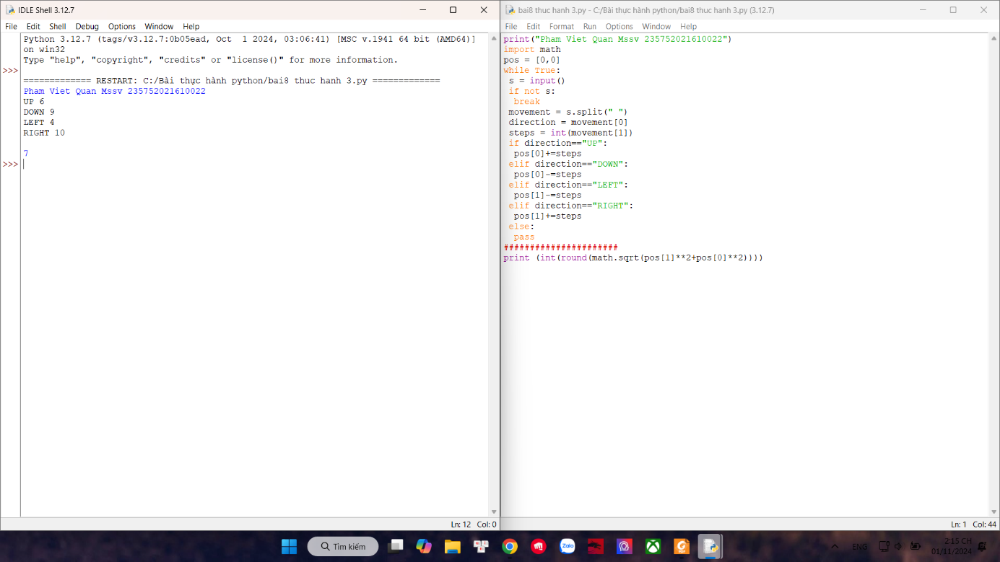 IDLE Shell 3.12.7
File Edit Shell Debug Options Window Help
Python 3.12.7 (tags/v3.12.7:0b05ead, Oct  1 2024, 03:06:41) [MSC v.1941 64 bit (AMD64)]
on win32
Type "help", "copyright", "credits" or "license()" for more information.
>>>
============= RESTART: C:/Bài thực hành python/bai8 thuc hanh 3.py =============
Pham Viet Quan Mssv 235752021610022
UP 6
DOWN 9
LEFT 4
RIGHT 10
7
>>>
Ln: 12 Col: 0
bai8 thuc hanh 3.py - C:/Bài thực hành python/bai8 thuc hanh 3.py (3.12.7)
File Edit Format Run Options Window Help
print("Pham Viet Quan Mssv 235752021610022")
import math
pos = [0,0]
while True:
 s = input()
 if not s:
  break
 movement = s.split(" ")
 direction = movement[0]
 steps = int(movement[1])
 if direction=="UP":
  pos[0]+=steps
 elif direction=="DOWN":
  pos[0]-=steps
 elif direction=="LEFT":
  pos[1]-=steps
 elif direction=="RIGHT":
  pos[1]+=steps
 else:
  pass
######################
print (int(round(math.sqrt(pos[1]**2+pos[0]**2))))
Ln: 1 Col: 44
Tìm kiếm
Zalo
PDF
ENG
2:15 CH
01/11/2024